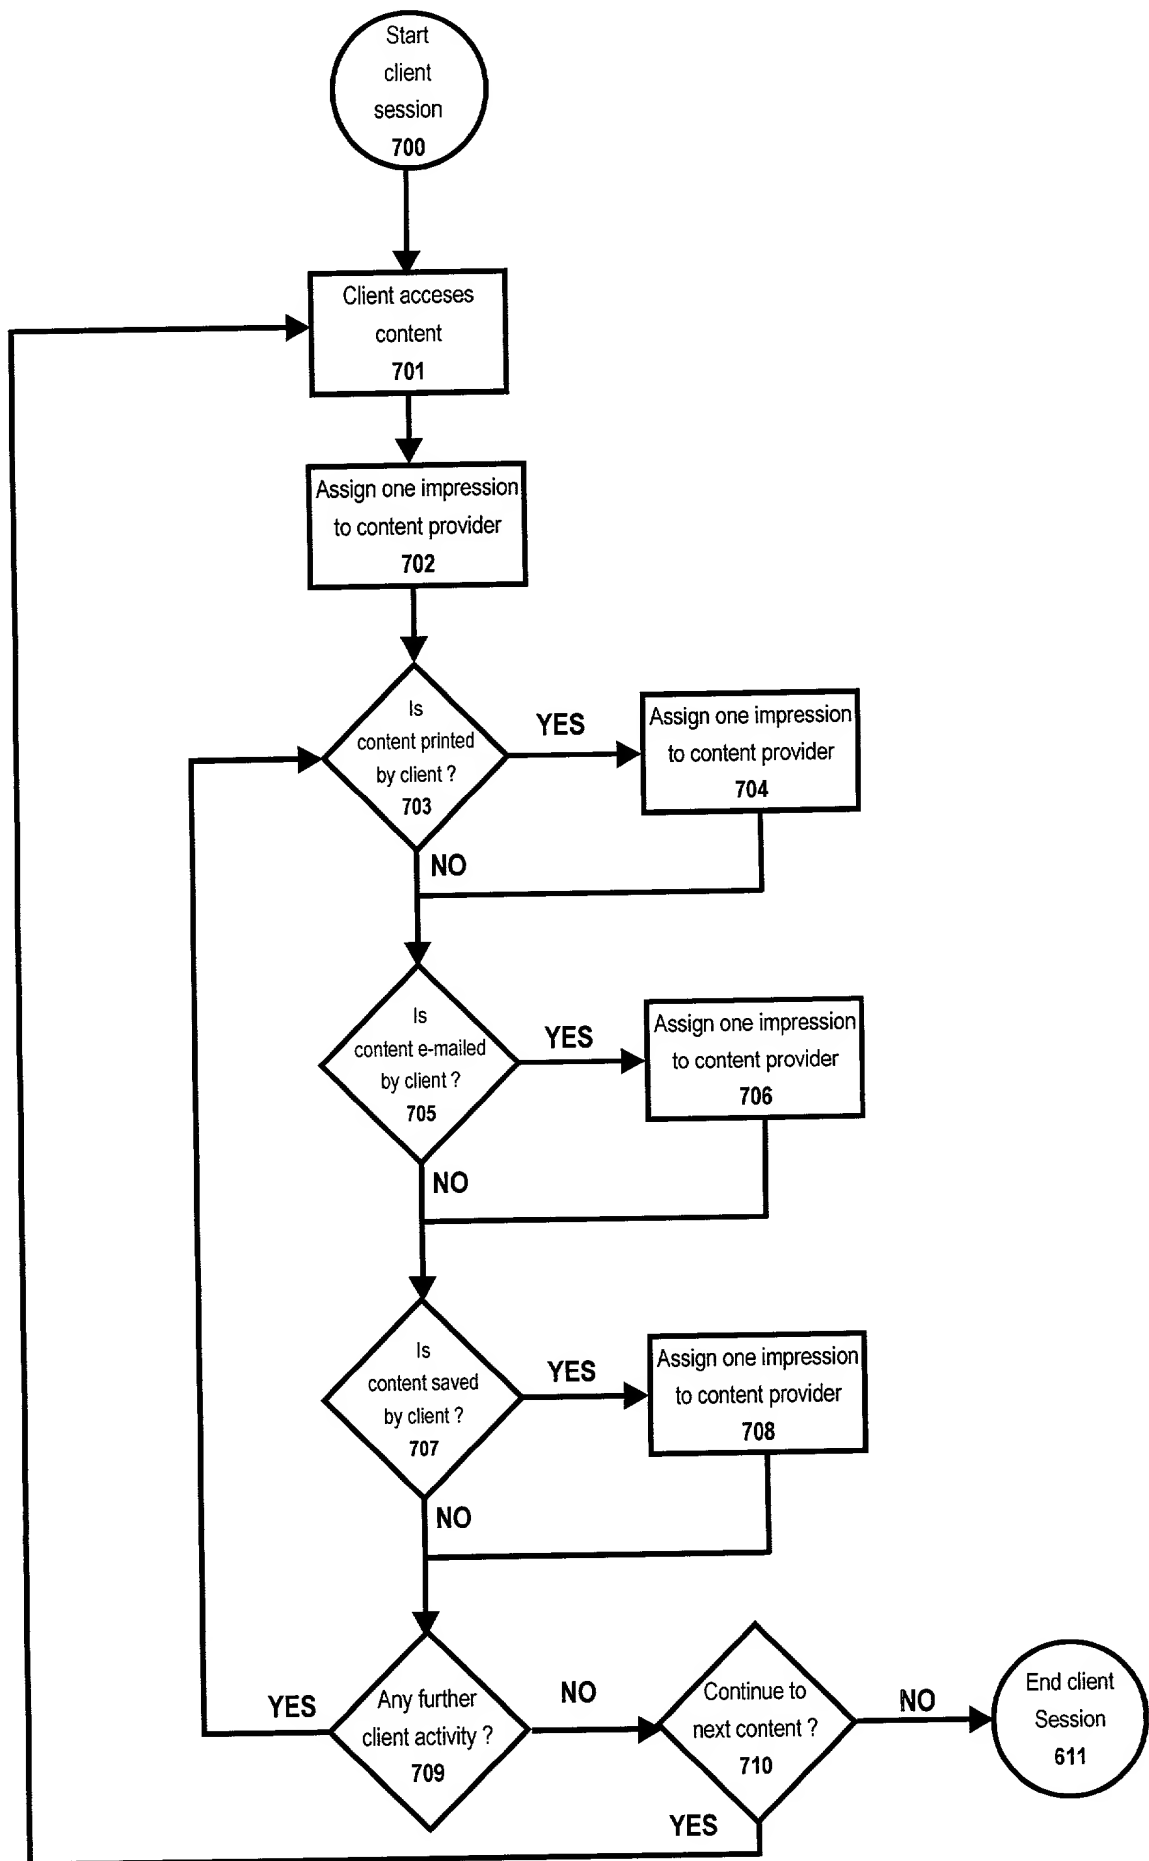 Start
client
session
700
Client acceses
content
701
Assign one impression
to content provider
702
Is
content printed
by client ?
703
YES
Assign one impression
to content provider
704
NO
Is
content e-mailed
by client ?
705
YES
Assign one impression
to content provider
706
NO
Is
content saved
by client ?
707
YES
Assign one impression
to content provider
708
NO
YES
Any further
client activity ?
709
NO
Continue to
next content ?
710
NO
End client
Session
611
YES